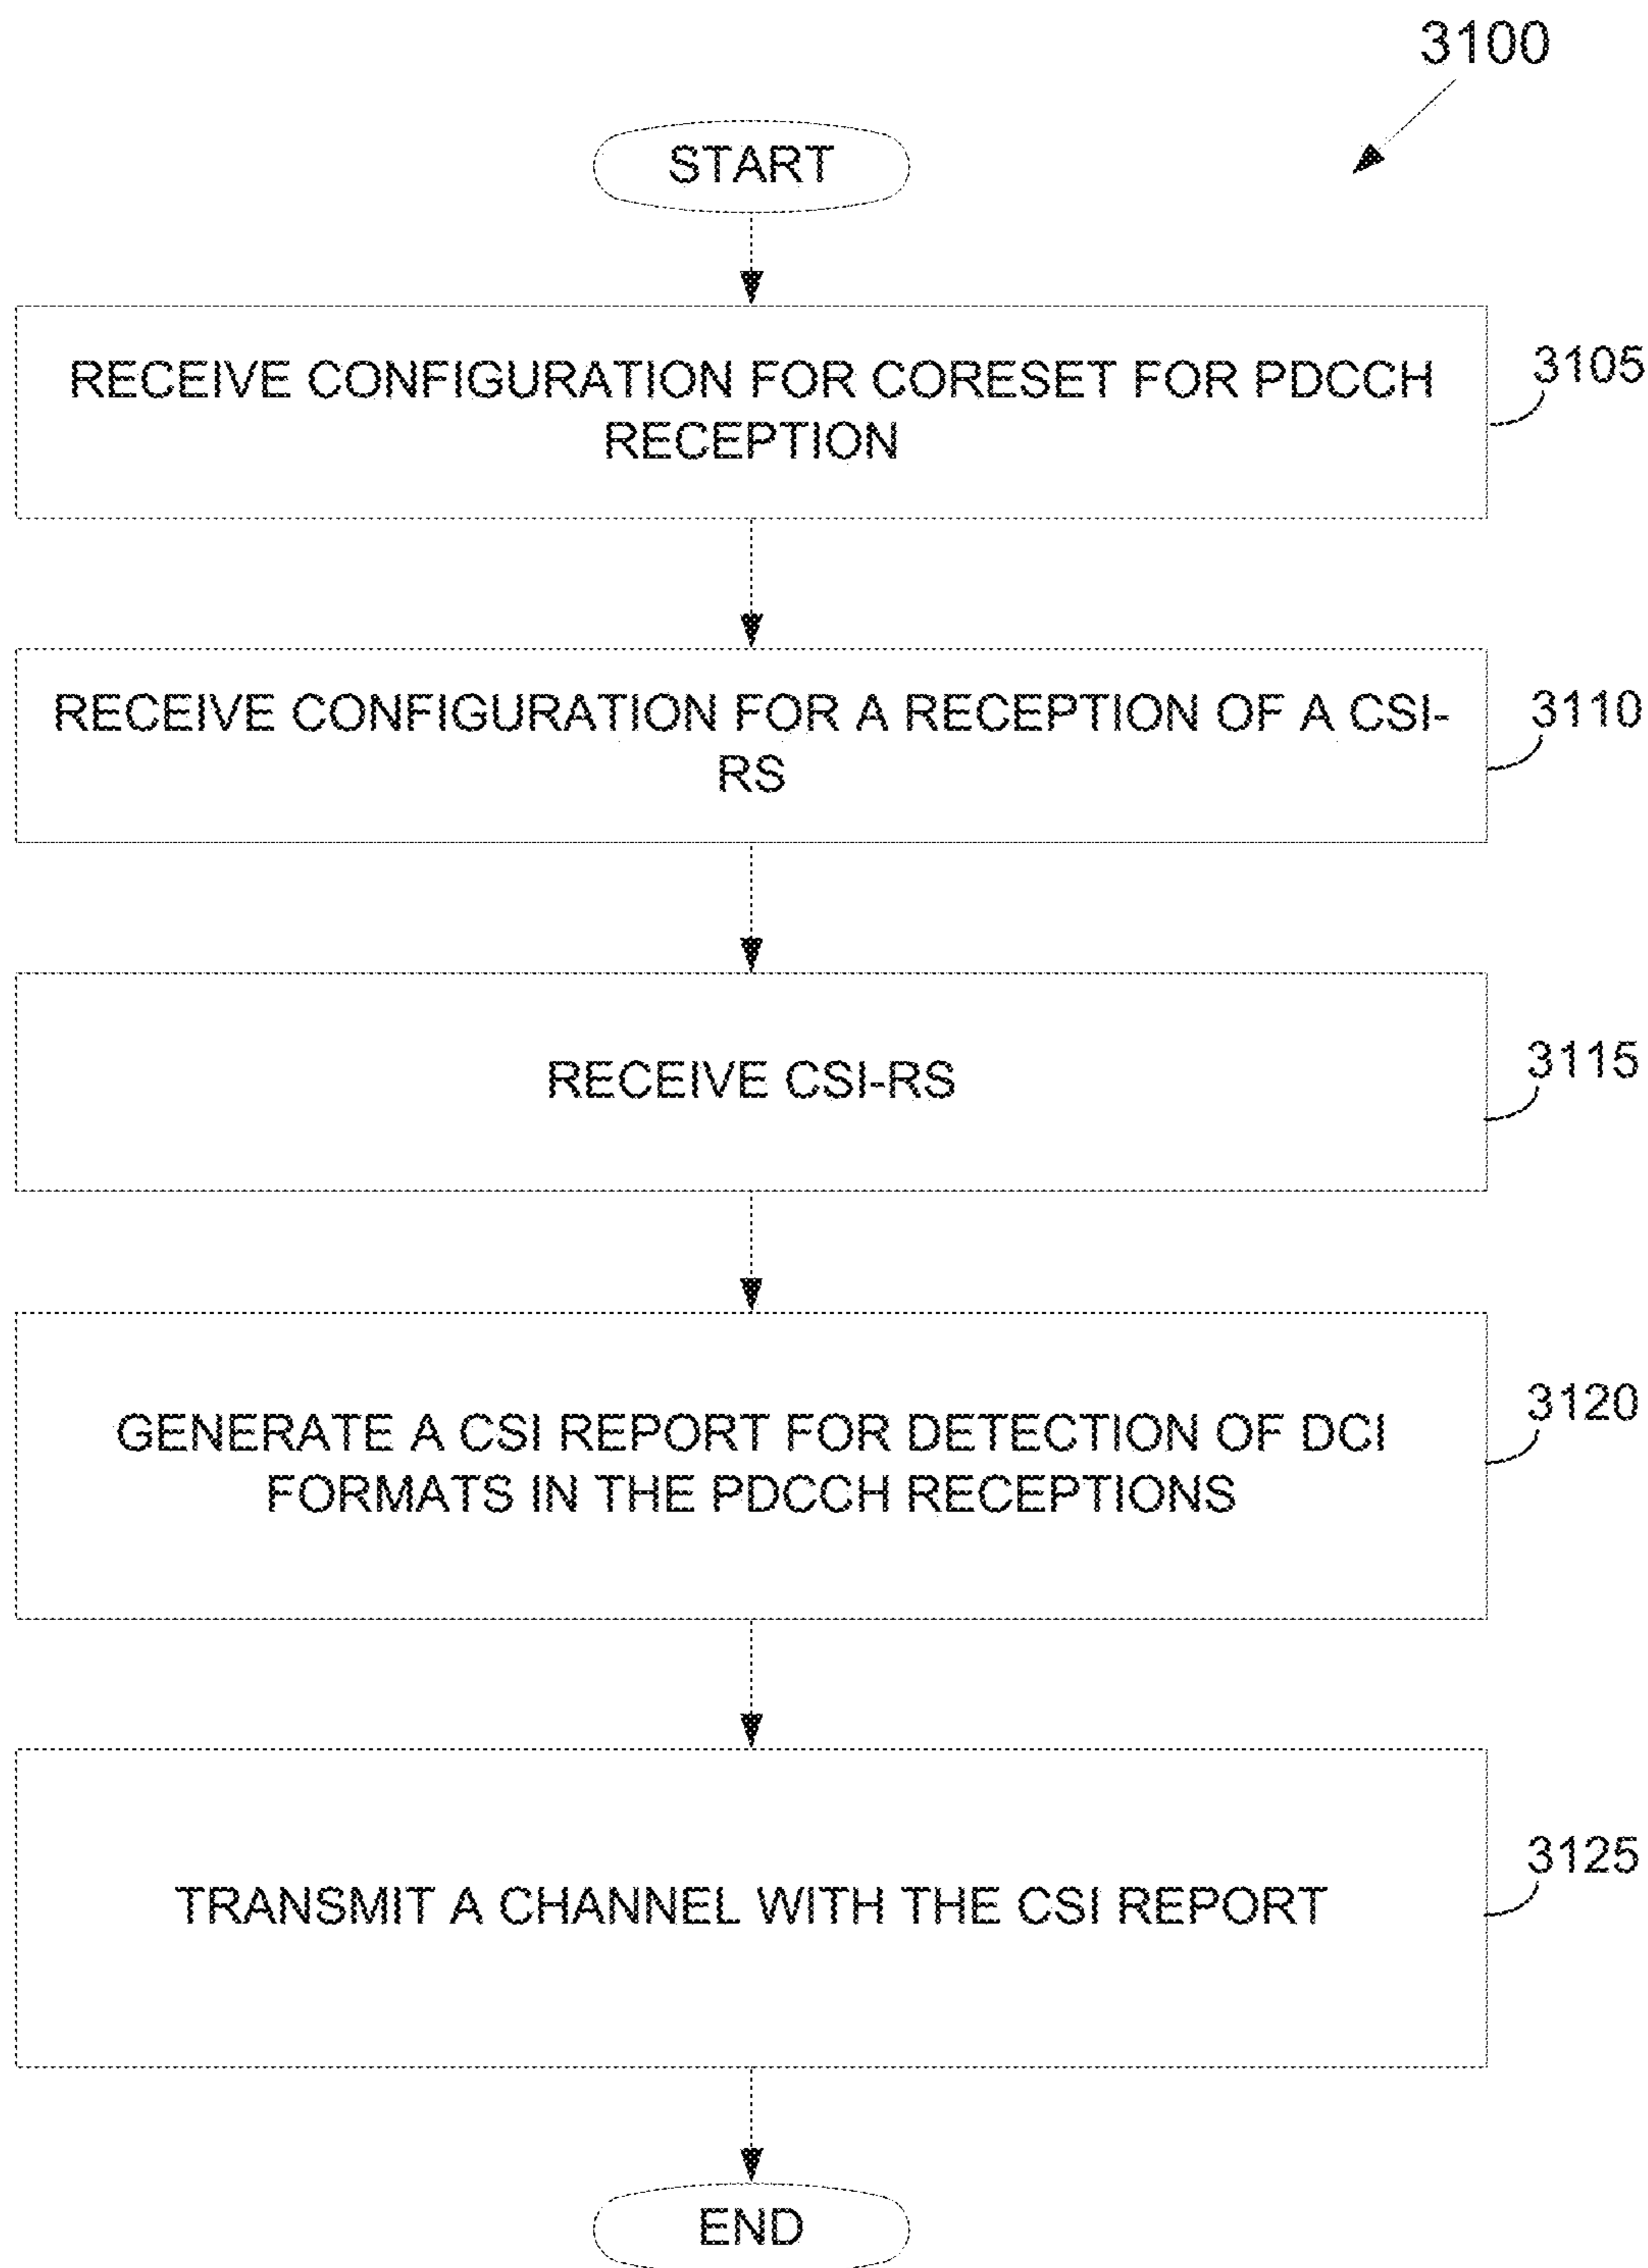 3100
START
RECEIVE CONFIGURATION FOR CORESET FOR PDCCH
RECEPTION
3105
RECEIVE CONFIGURATION FOR A RECEPTION OF A CSI-
RS
3110
RECEIVE CSI-RS
3115
GENERATE A CSI REPORT FOR DETECTION OF DCI
FORMATS IN THE PDCCH RECEPTIONS
3120
TRANSMIT A CHANNEL WITH THE CSI REPORT
3125
END